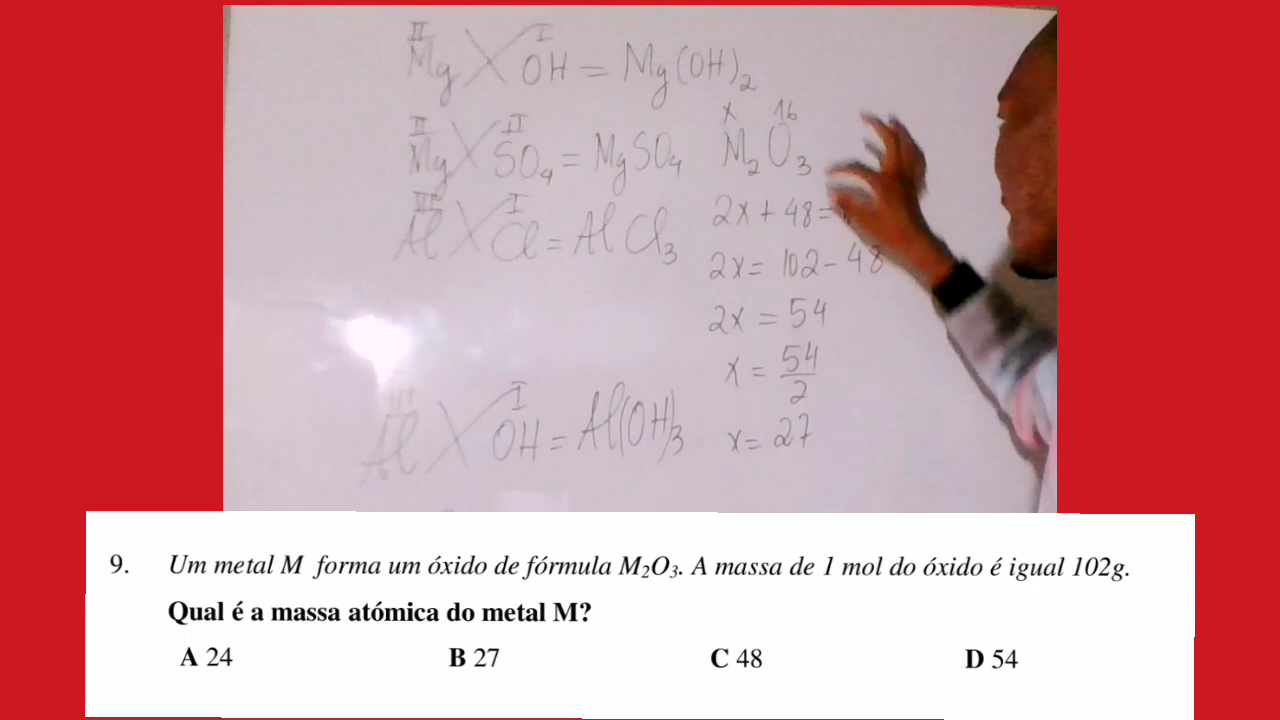 II I
Mg OH = Mg(OH)₂
II II
Mg SO₄ = MgSO₄
III I
Al Cl = AlCl₃
I
Al OH = Al(OH)₃
x 16
M₂O₃
2x + 48 =
2x = 102 - 48
2x = 54
x = 54/2
x = 27
9. Um metal M forma um óxido de fórmula M₂O₃. A massa de 1 mol do óxido é igual 102g.
Qual é a massa atómica do metal M?
A 24 B 27 C 48 D 54